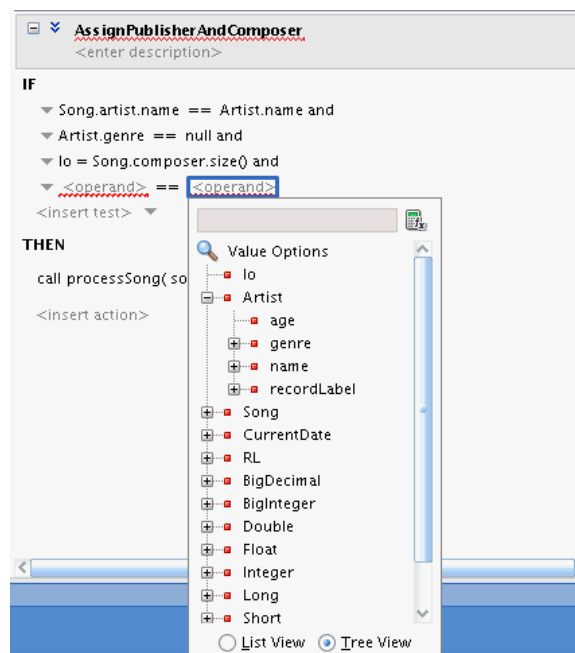 AssignPublisherAndComposer
<enter description>
IF
Song.artist.name == Artist.name and
Artist.genre == null and
lo = Song.composer.size() and
<operand> == <operand>
<insert test>
THEN
call processSong( so
<insert action>
fx
Value Options
lo
Artist
age
genre
name
recordLabel
Song
CurrentDate
RL
BigDecimal
BigInteger
Double
Float
Integer
Long
Short
List View Tree View